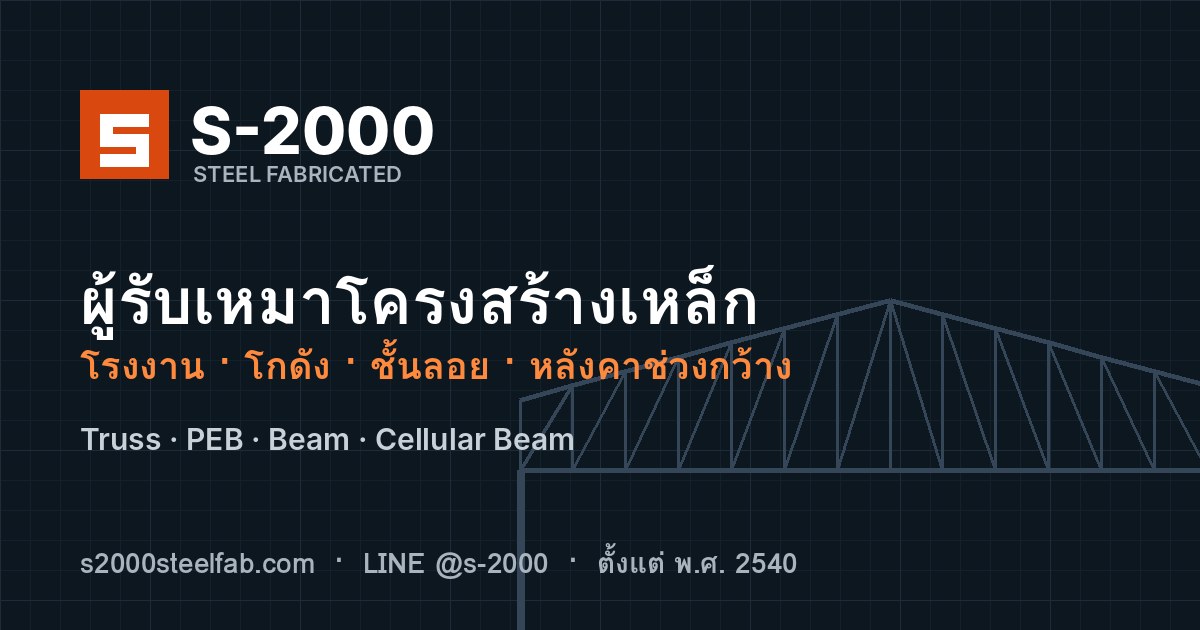 S-2000
STEEL FABRICATED
ผู้รับเหมาโครงสร้างเหล็ก
โรงงาน · โกดัง · ชั้นลอย · หลังคาช่วงกว้าง
Truss · PEB · Beam · Cellular Beam
s2000steelfab.com · LINE @s-2000 · ตั้งแต่ พ.ศ. 2540